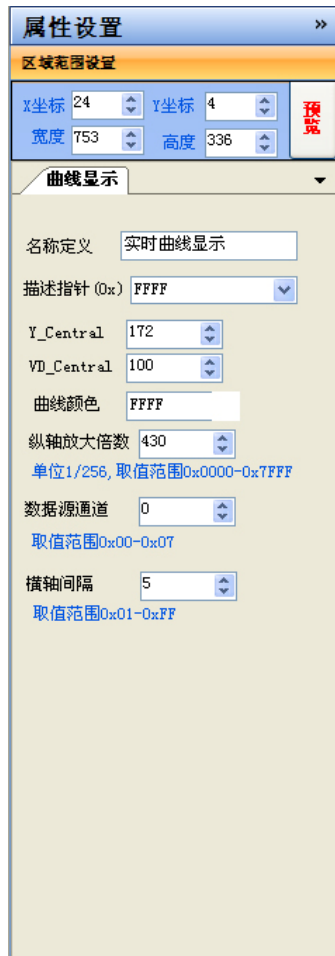 属性设置 »
区域范围设置
X坐标 24 Y坐标 4 预览
宽度 753 高度 336
曲线显示
名称定义 实时曲线显示
描述指针(0x) FFFF
Y_Central 172
VD_Central 100
曲线颜色 FFFF
纵轴放大倍数 430
单位1/256,取值范围0x0000-0x7FFF
数据源通道 0
取值范围0x00-0x07
横轴间隔 5
取值范围0x01-0xFF